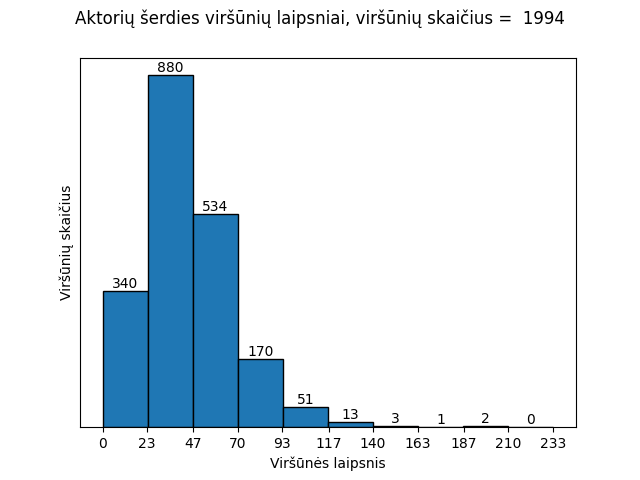 Aktorių šerdies viršūnių laipsniai, viršūnių skaičius =  1994
880
534
340
170
51
13
3
1
2
0
Viršūnių skaičius
0 23 47 70 93 117 140 163 187 210 233
Viršūnės laipsnis